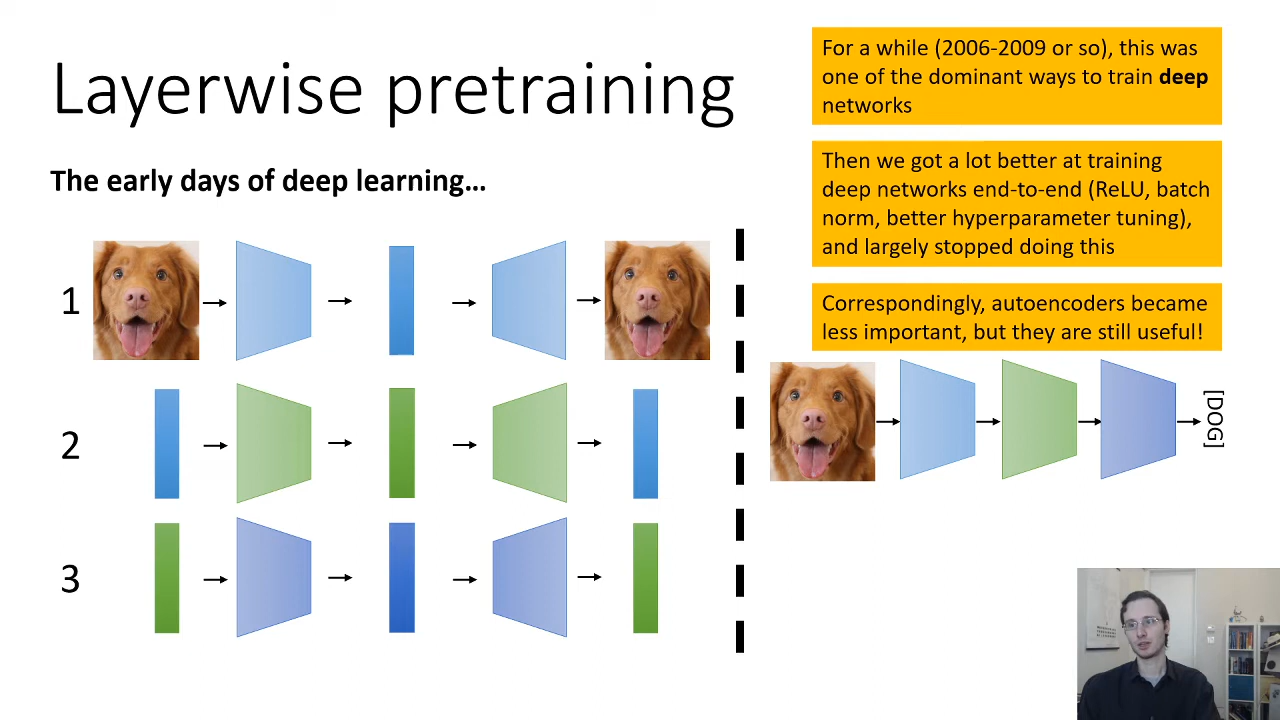 Layerwise pretraining
The early days of deep learning…
1
2
3
For a while (2006-2009 or so), this was
one of the dominant ways to train deep
networks
Then we got a lot better at training
deep networks end-to-end (ReLU, batch
norm, better hyperparameter tuning),
and largely stopped doing this
Correspondingly, autoencoders became
less important, but they are still useful!
[DOG]